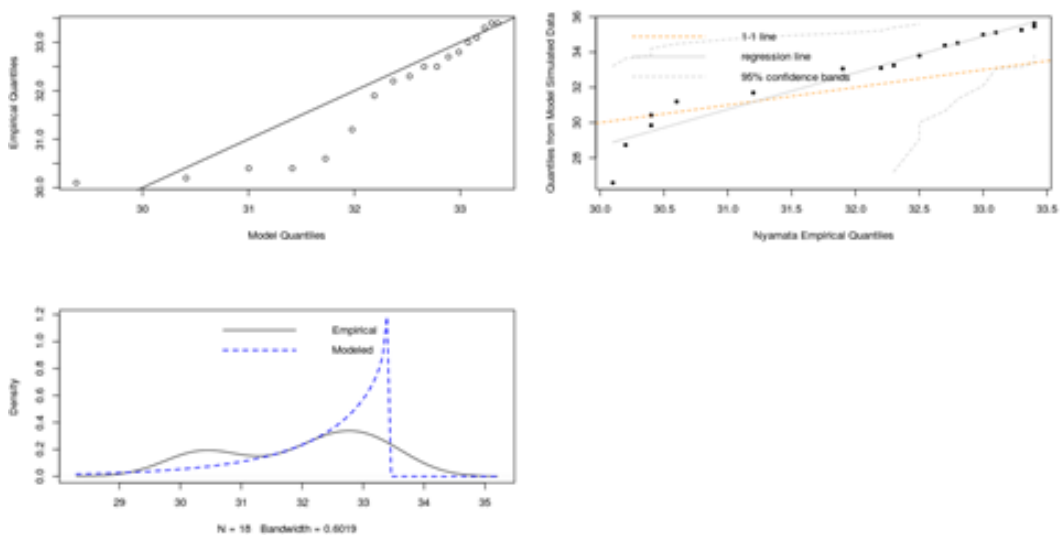 Empirical Quantiles
33.0
32.0
31.0
30.0
30 31 32 33
Model Quantiles
Quantiles from Model Simulated Data
36
34
32
30
28
1-1 line
regression line
95% confidence bands
30.0 30.5 31.0 31.5 32.0 32.5 33.0 33.5
Nyamata Empirical Quantiles
Density
1.2
1.0
0.8
0.6
0.4
0.2
0.0
Empirical
Modeled
29 30 31 32 33 34 35
N = 18 Bandwidth = 0.6019